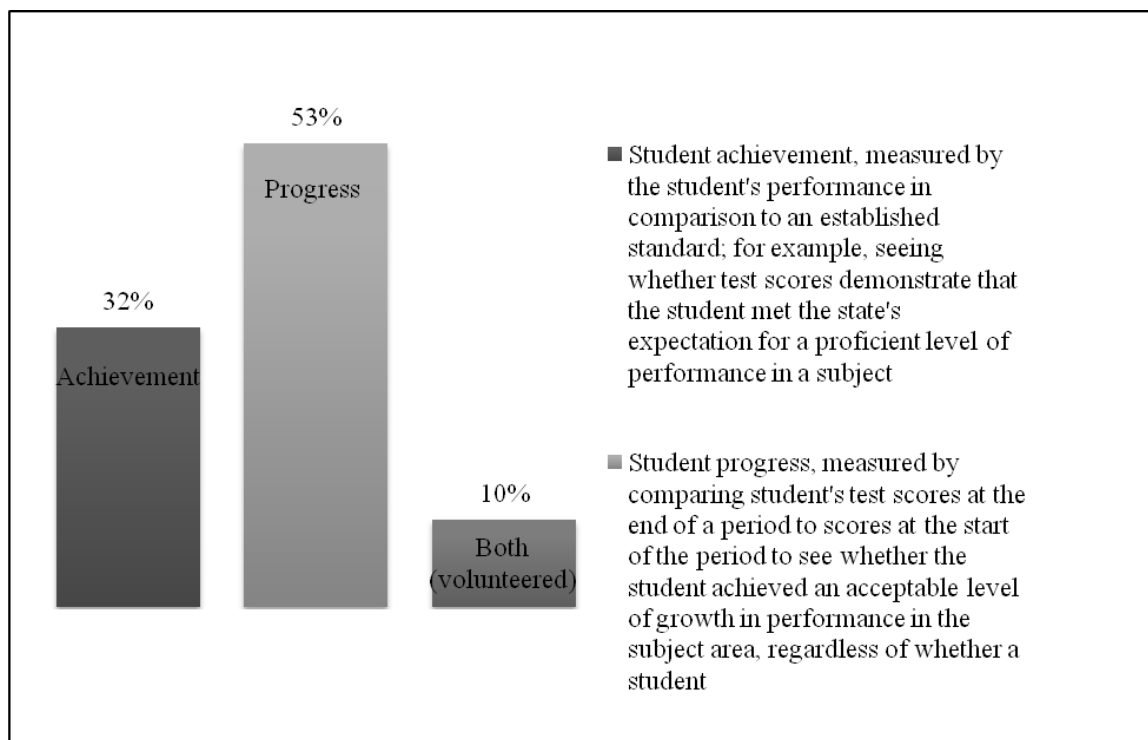 53%
Progress
32%
Achievement
10%
Both
(volunteered)
Student achievement, measured by
the student's performance in
comparison to an established
standard; for example, seeing
whether test scores demonstrate that
the student met the state's
expectation for a proficient level of
performance in a subject
Student progress, measured by
comparing student's test scores at the
end of a period to scores at the start
of the period to see whether the
student achieved an acceptable level
of growth in performance in the
subject area, regardless of whether a
student